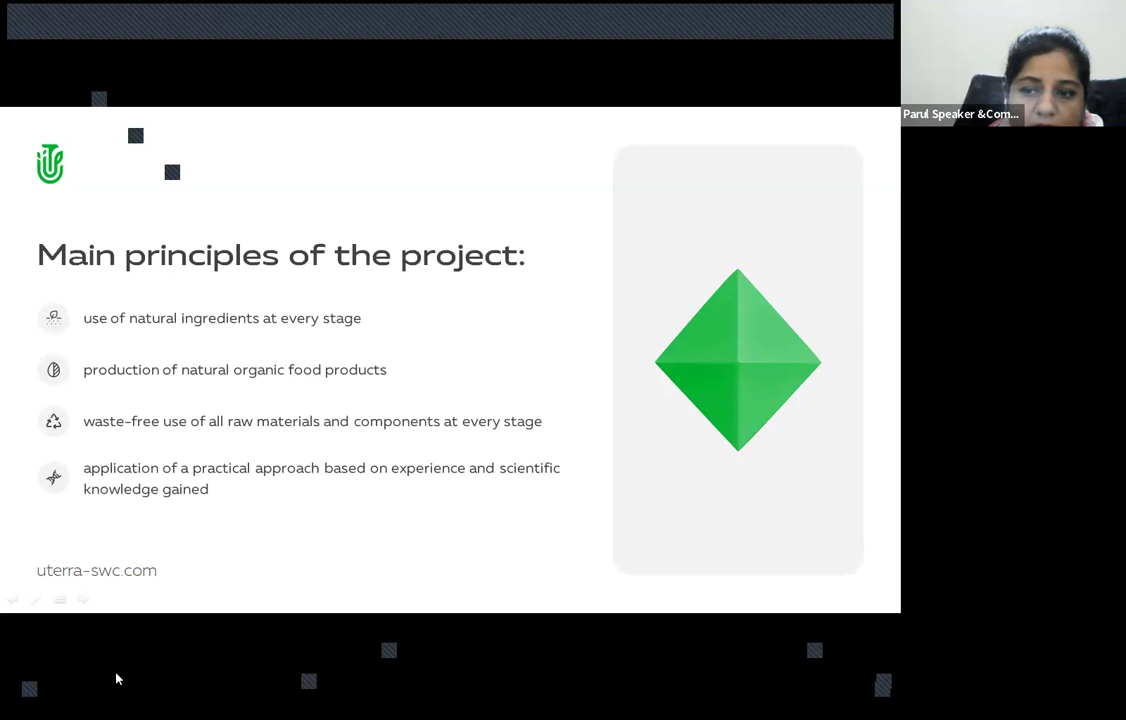 Parul Speaker &Com...
Main principles of the project:
use of natural ingredients at every stage
production of natural organic food products
waste-free use of all raw materials and components at every stage
application of a practical approach based on experience and scientific
knowledge gained
uterra-swc.com